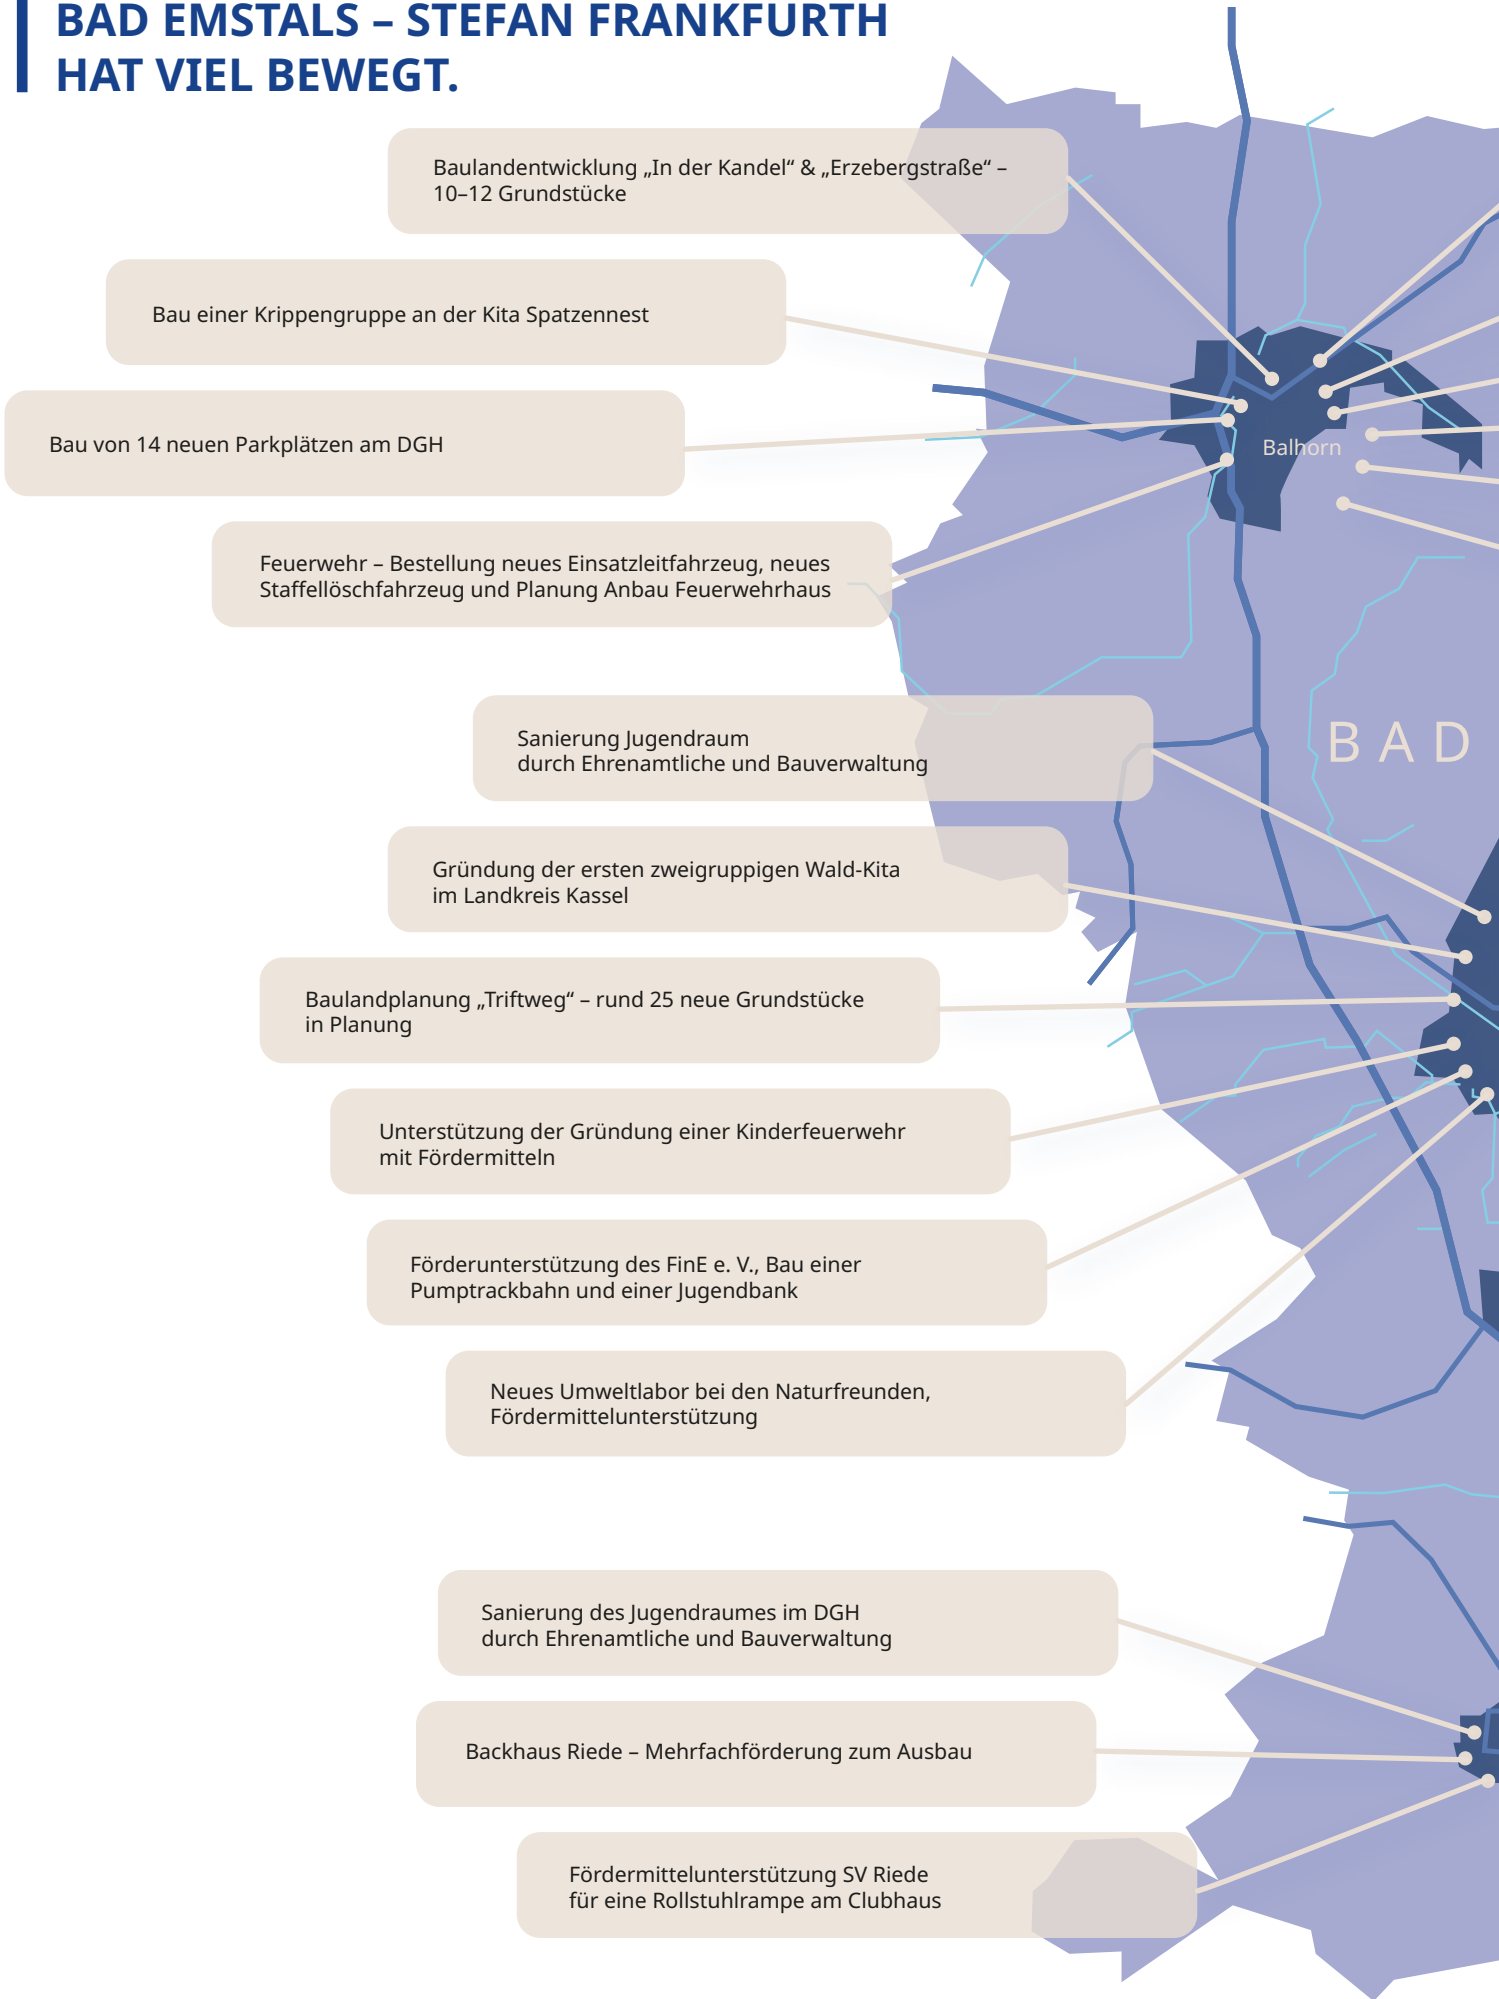 BAD EMSTALS – STEFAN FRANKFURTH
HAT VIEL BEWEGT.
Baulandentwicklung „In der Kandel“ & „Erzebergstraße“ –
10–12 Grundstücke
Bau einer Krippengruppe an der Kita Spatzennest
Bau von 14 neuen Parkplätzen am DGH
Balhorn
Feuerwehr – Bestellung neues Einsatzleitfahrzeug, neues
Staffellöschfahrzeug und Planung Anbau Feuerwehrhaus
Sanierung Jugendraum
durch Ehrenamtliche und Bauverwaltung
BAD
Gründung der ersten zweigruppigen Wald-Kita
im Landkreis Kassel
Baulandplanung „Triftweg“ – rund 25 neue Grundstücke
in Planung
Unterstützung der Gründung einer Kinderfeuerwehr
mit Fördermitteln
Förderunterstützung des FinE e. V., Bau einer
Pumptrackbahn und einer Jugendbank
Neues Umweltlabor bei den Naturfreunden,
Fördermittelunterstützung
Sanierung des Jugendraumes im DGH
durch Ehrenamtliche und Bauverwaltung
Backhaus Riede – Mehrfachförderung zum Ausbau
Fördermittelunterstützung SV Riede
für eine Rollstuhlrampe am Clubhaus